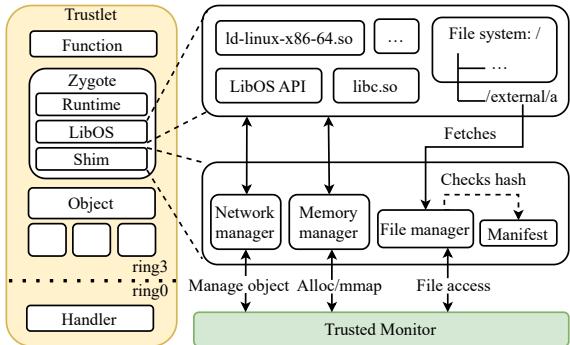 Trustlet
Function
Zygote
Runtime
LibOS
Shim
Object
ring3
ring0
Handler
ld-linux-x86-64.so
...
File system: /
...
/external/a
LibOS API
libc.so
Fetches
Checks hash
Network
manager
Memory
manager
File manager
Manifest
Manage object
Alloc/mmap
File access
Trusted Monitor